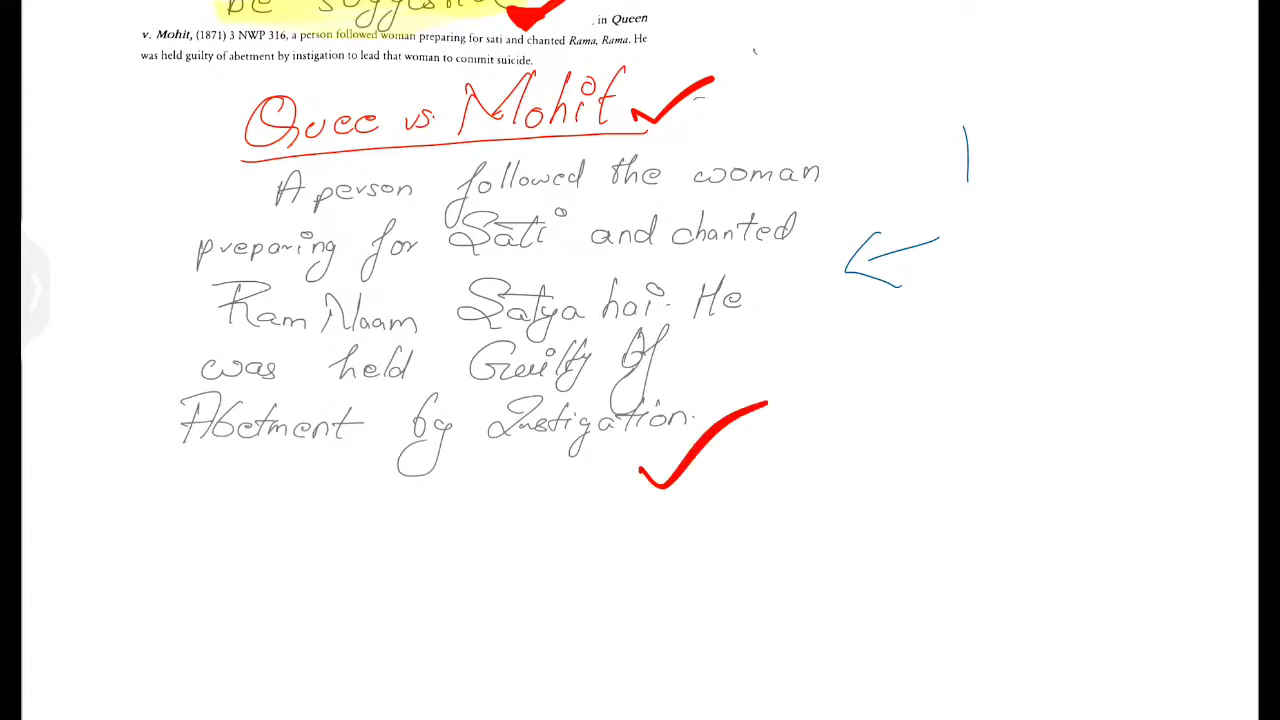 be suggestive
, in Queen
v. Mohit, (1871) 3 NWP 316, a person followed woman preparing for sati and chanted Rama, Rama. He
was held guilty of abetment by instigation to lead that woman to commit suicide.
Quee vs. Mohit
A person followed the woman
preparing for Sati and chanted
Ram Naam Satya hai. He
was held Guilty Of
Abetment by Instigation.